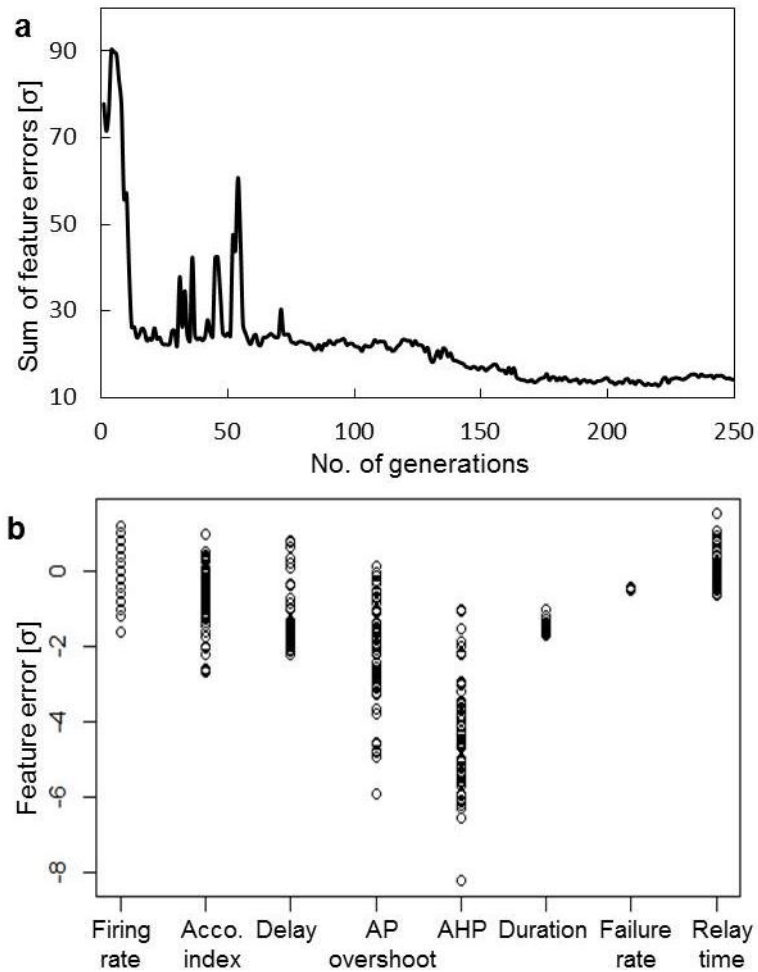 a
Sum of feature errors [σ]
90
70
50
30
10
0 50 100 150 200 250
No. of generations
b
Feature error [σ]
0
-2
-4
-6
-8
Firing rate
Acco. index
Delay
AP overshoot
AHP
Duration
Failure rate
Relay time